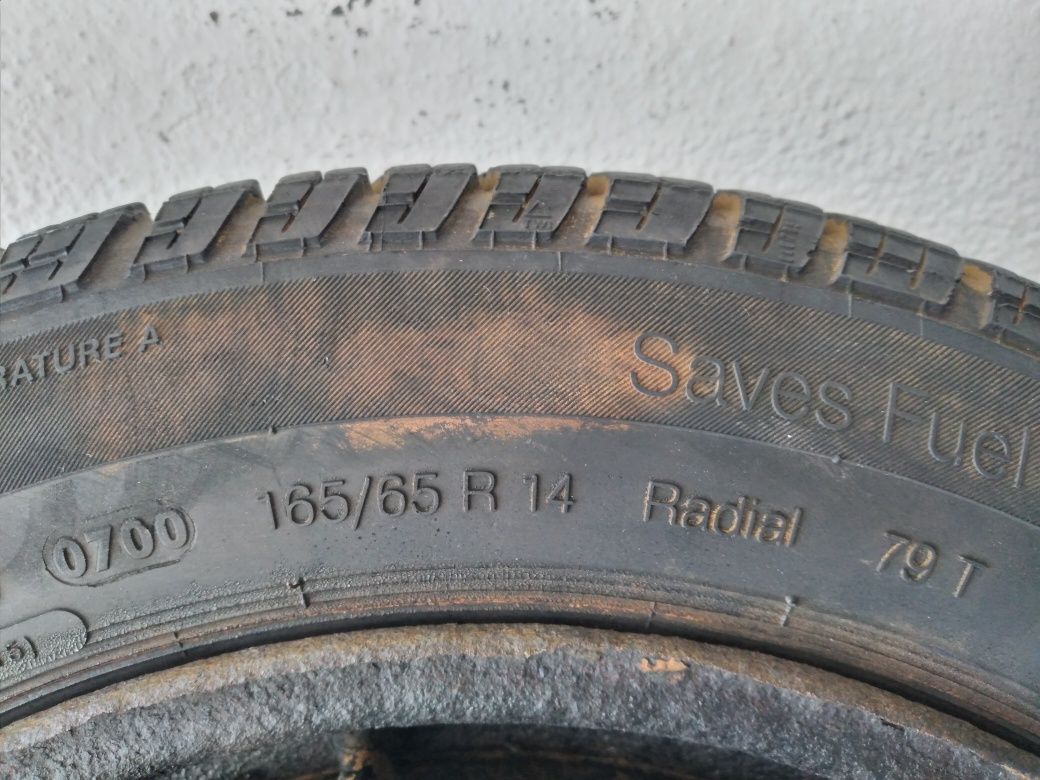 RATURE A
Saves Fuel
0700 165/65 R 14 Radial 79 T